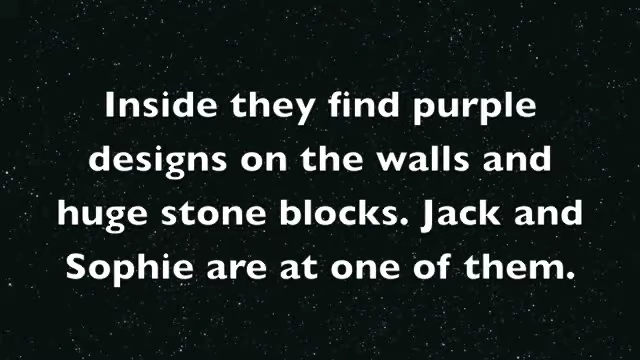 Inside they find purple
designs on the walls and
huge stone blocks. Jack and
Sophie are at one of them.